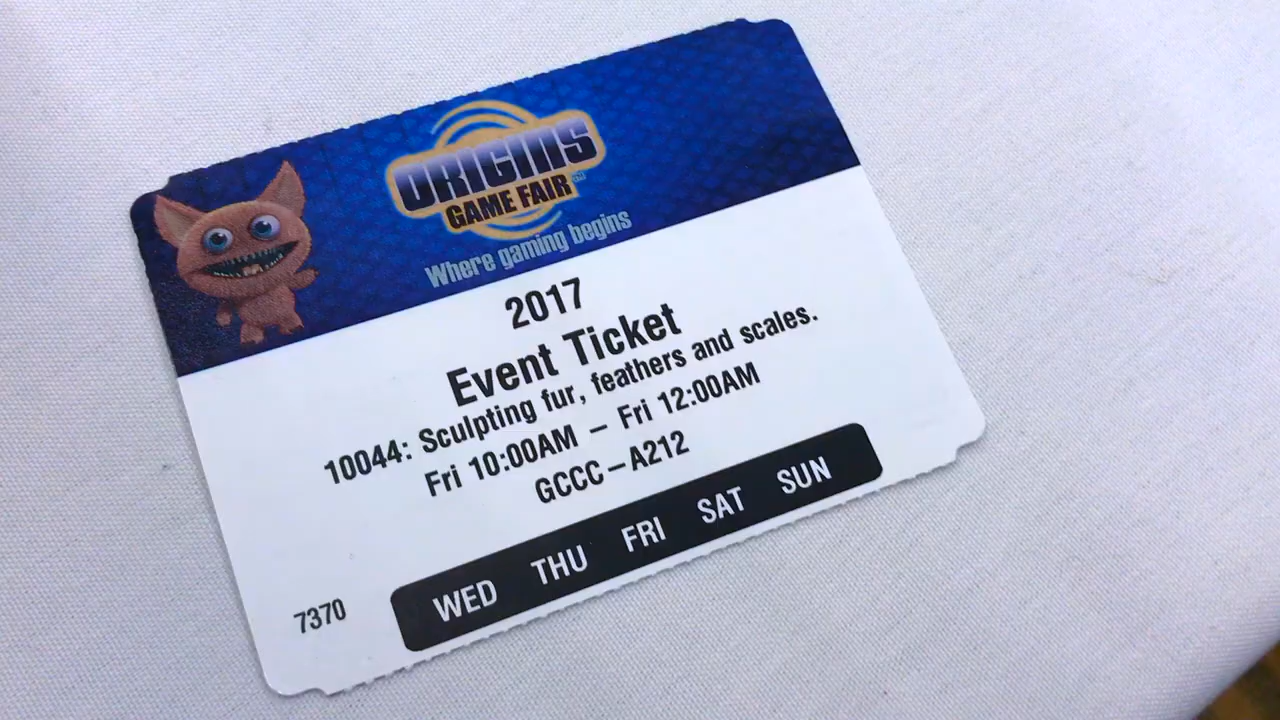 ORIGINS
GAME FAIR
Where gaming begins
2017
Event Ticket
10044: Sculpting fur, feathers and scales.
Fri 10:00AM – Fri 12:00AM
GCCC – A212
WED THU FRI SAT SUN
7370